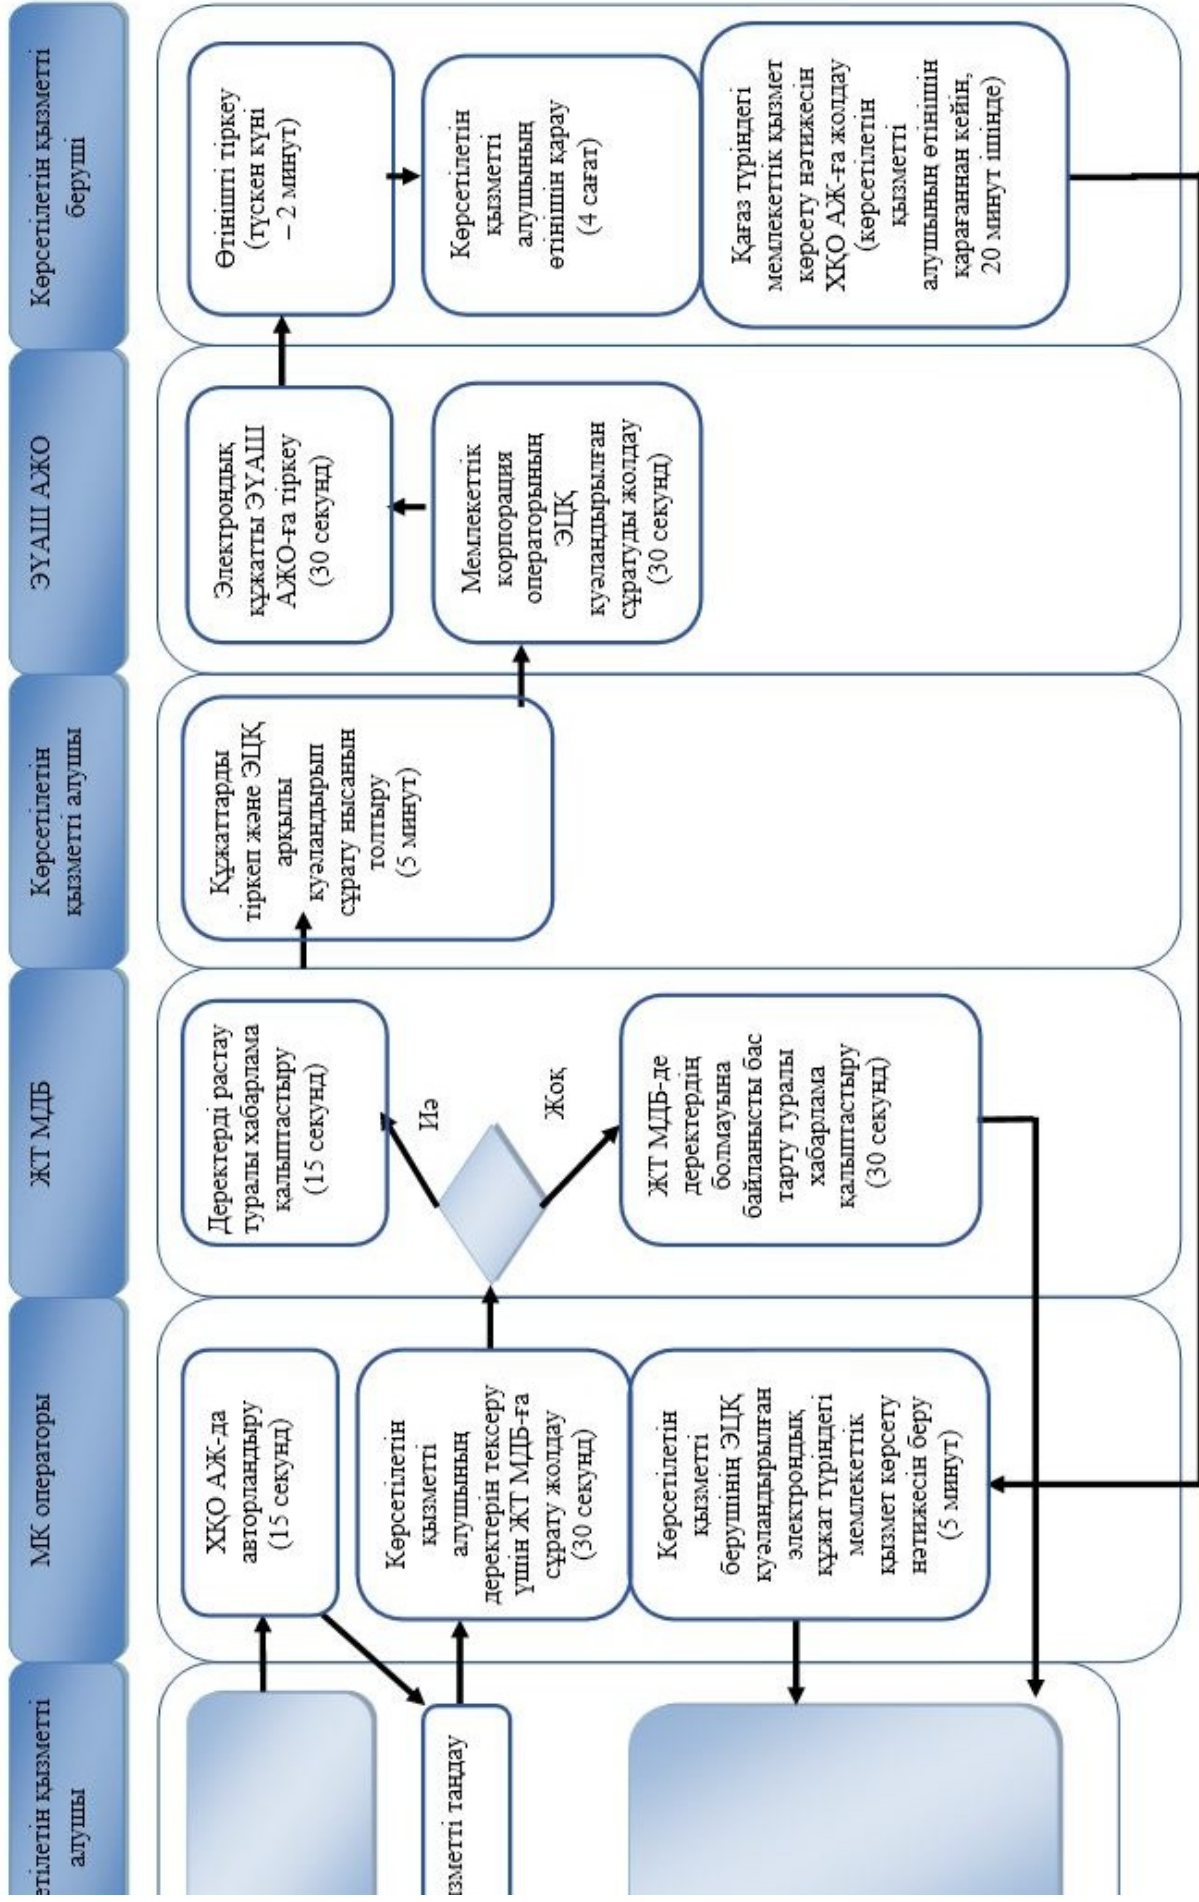 қызметті
алушы
МК операторы
ЖТ МДБ
Көрсетілетін
қызметті алушы
ЭҮАШ АЖО
Көрсетілетін қызметті
беруші
таңдау
ХҚО АЖ-да
авторландыру
(15 секунд)
Көрсетілетін
қызметті
алушының
деректерін тексеру
үшін ЖТ МДБ-ға
сұрату жолдау
(30 секунд)
Көрсетілетін
қызметті
берушінің ЭЦҚ
куәландырылған
электрондық
құжат түріндегі
мемлекеттік
қызмет көрсету
нәтижесін беру
(5 минут)
Деректерді растау
туралы хабарлама
қалыптастыру
(15 секунд)
Иә
Жоқ
ЖТ МДБ-де
деректердің
болмауына
байланысты бас
тарту туралы
хабарлама
қалыптастыру
(30 секунд)
Құжаттарды
тіркеп және ЭЦҚ
арқылы
куәландырып
сұрату нысанын
толтыру
(5 минут)
Электрондық
құжатты ЭҮАШ
АЖО-ға тіркеу
(30 секунд)
Мемлекеттік
корпорация
операторының
ЭЦҚ
куәландырылған
сұратуды жолдау
(30 секунд)
Өтінішті тіркеу
(түскен күні
– 2 минут)
Көрсетілетін
қызметті
алушының
өтінішін қарау
(4 сағат)
Қағаз түріндегі
мемлекеттік қызмет
көрсету нәтижесін
ХҚО АЖ-ға жолдау
(көрсетілетін
қызметті
алушының өтінішін
қарағаннан кейін,
20 минут ішінде)